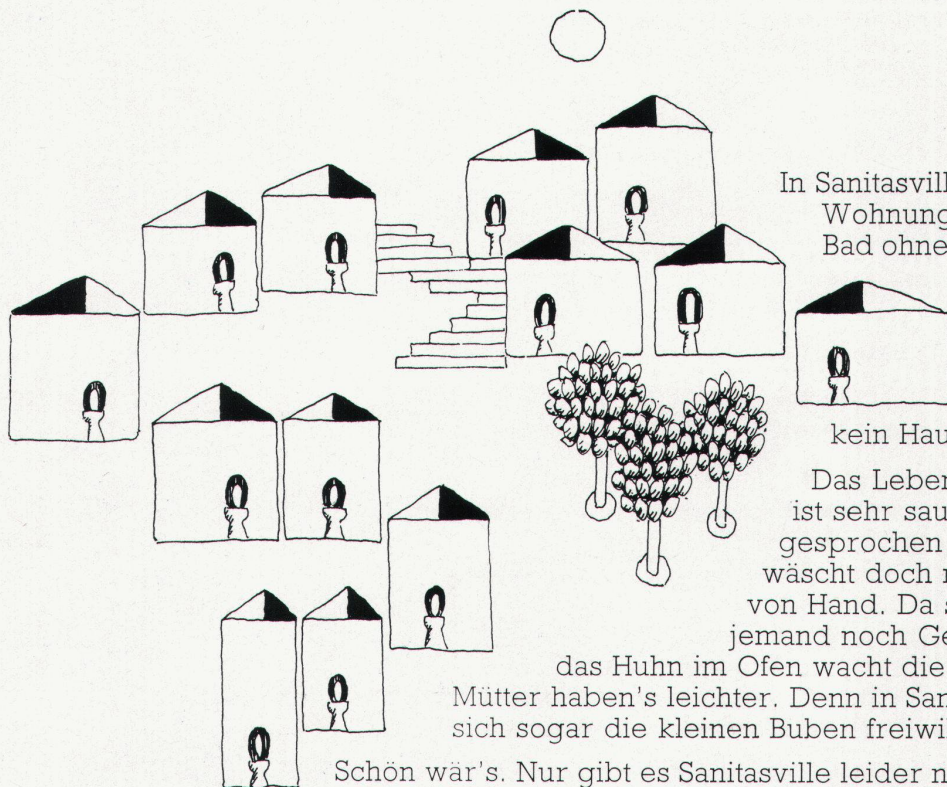 In Sanitasvill
Wohnung
Bad ohne
kein Hau
Das Leben
ist sehr sau
gesprochen
wäscht doch
von Hand. Da
jemand noch Ge
das Huhn im Ofen wacht die
Mütter haben's leichter. Denn in San
sich sogar die kleinen Buben freiwi
Schön wär's. Nur gibt es Sanitasville leider n